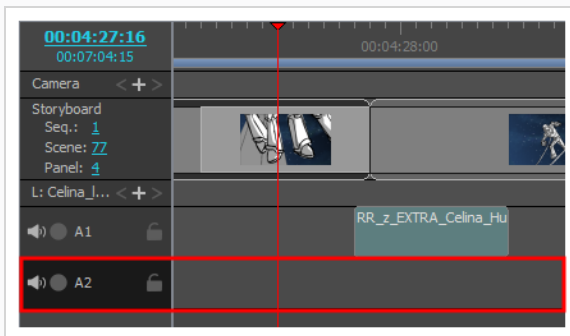 00:04:27:16
00:07:04:15
00:04:28:00
Camera
Storyboard
Seq.: 1
Scene: 77
Panel: 4
L: Celina_l...
A1
RR_z_EXTRA_Celina_Hu
A2